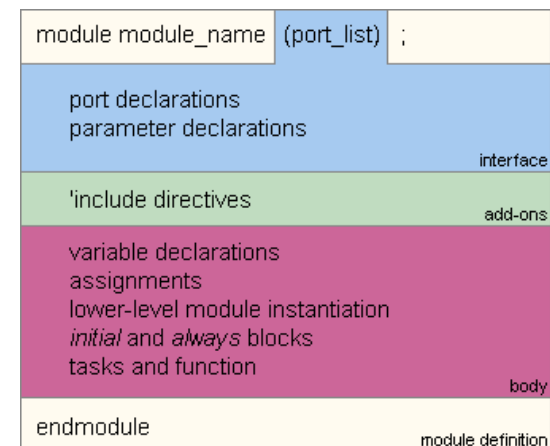 module module_name (port_list) ;
port declarations
parameter declarations
interface
'include directives
add-ons
variable declarations
assignments
lower-level module instantiation
initial and always blocks
tasks and function
body
endmodule
module definition